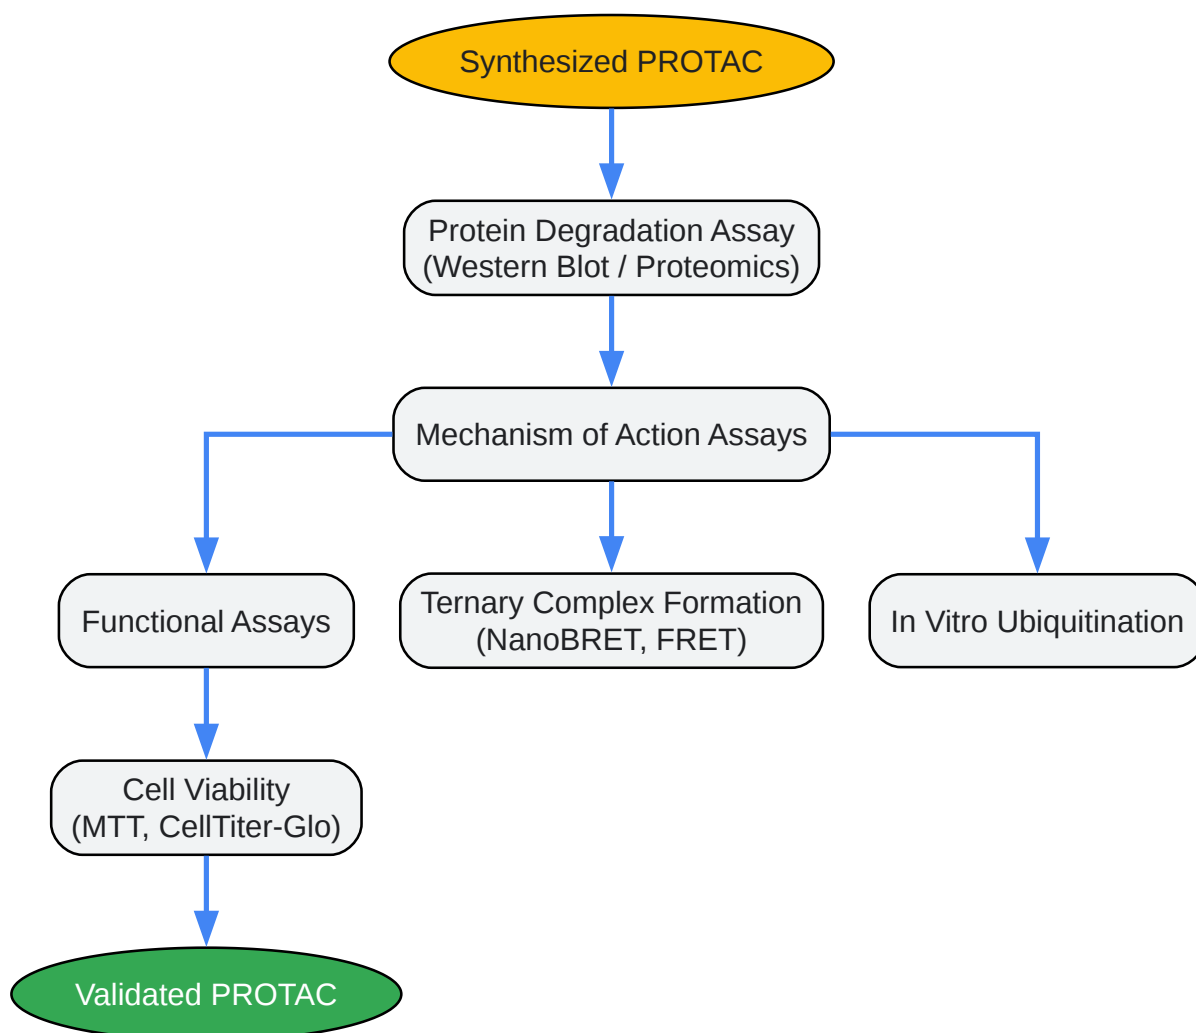 Synthesized PROTAC
Protein Degradation Assay
(Western Blot / Proteomics)
Mechanism of Action Assays
Functional Assays
Ternary Complex Formation
(NanoBRET, FRET)
In Vitro Ubiquitination
Cell Viability
(MTT, CellTiter-Glo)
Validated PROTAC